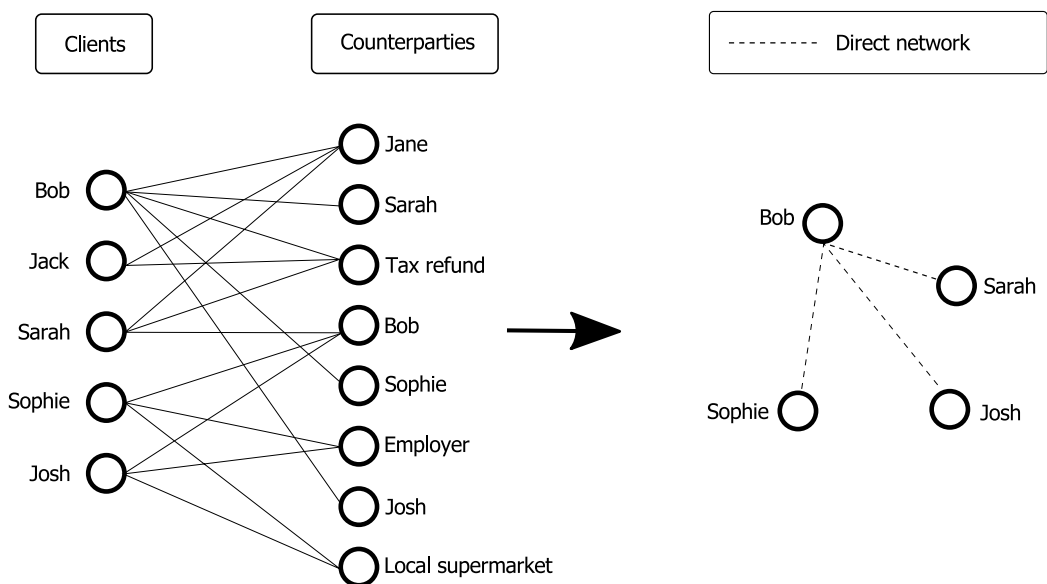 Clients
Counterparties
Direct network
Bob
Jack
Sarah
Sophie
Josh
Jane
Sarah
Tax refund
Bob
Sophie
Employer
Josh
Local supermarket
Bob
Sarah
Sophie
Josh